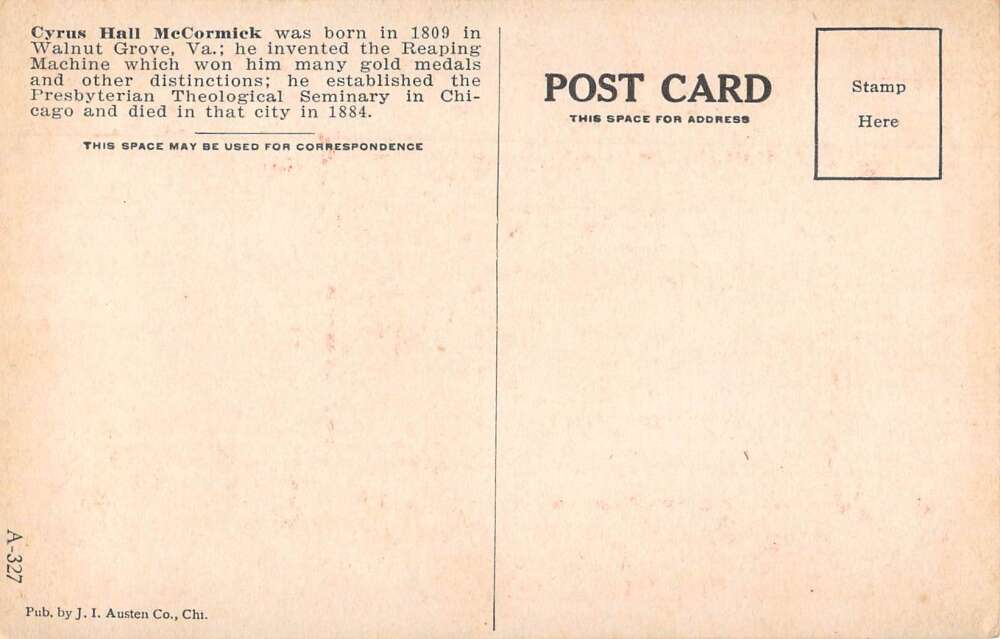 Cyrus Hall McCormick was born in 1809 in
Walnut Grove, Va.; he invented the Reaping
Machine which won him many gold medals
and other distinctions; he established the
Presbyterian Theological Seminary in Chi-
cago and died in that city in 1884.
THIS SPACE MAY BE USED FOR CORRESPONDENCE
POST CARD
THIS SPACE FOR ADDRESS
Stamp
Here
A-327
Pub. by J. I. Austen Co., Chi.